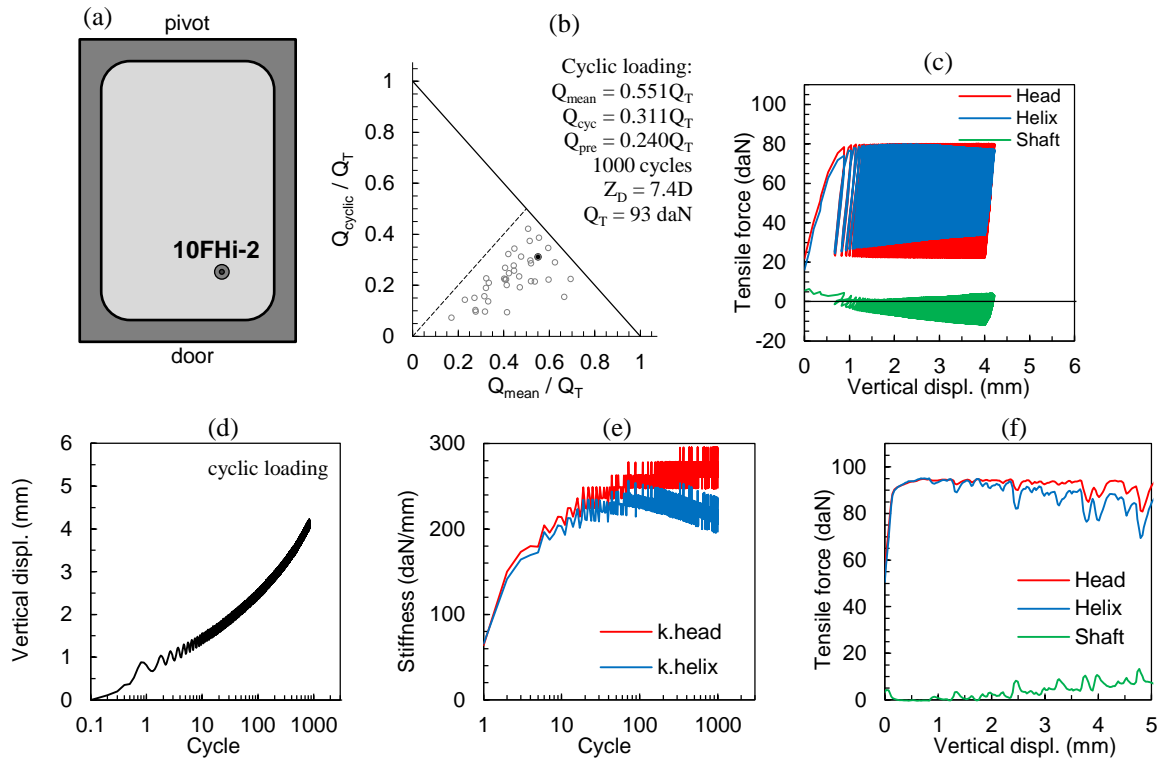 (a)
pivot
10FHi-2
door
(b)
Cyclic loading:
Q_mean = 0.551Q_T
Q_cyc = 0.311Q_T
Q_pre = 0.240Q_T
1000 cycles
Z_D = 7.4D
Q_T = 93 daN
Q_cyclic / Q_T
1
0.8
0.6
0.4
0.2
0
0 0.2 0.4 0.6 0.8 1
Q_mean / Q_T
(c)
Head
Helix
Shaft
Tensile force (daN)
100
80
60
40
20
0
-20
0 1 2 3 4 5 6
Vertical displ. (mm)
(d)
cyclic loading
Vertical displ. (mm)
6
5
4
3
2
1
0
0.1 1 10 100 1000
Cycle
(e)
Stiffness (daN/mm)
300
200
100
0
k.head
k.helix
1 10 100 1000
Cycle
(f)
Tensile force (daN)
100
80
60
40
20
0
Head
Helix
Shaft
0 1 2 3 4 5
Vertical displ. (mm)